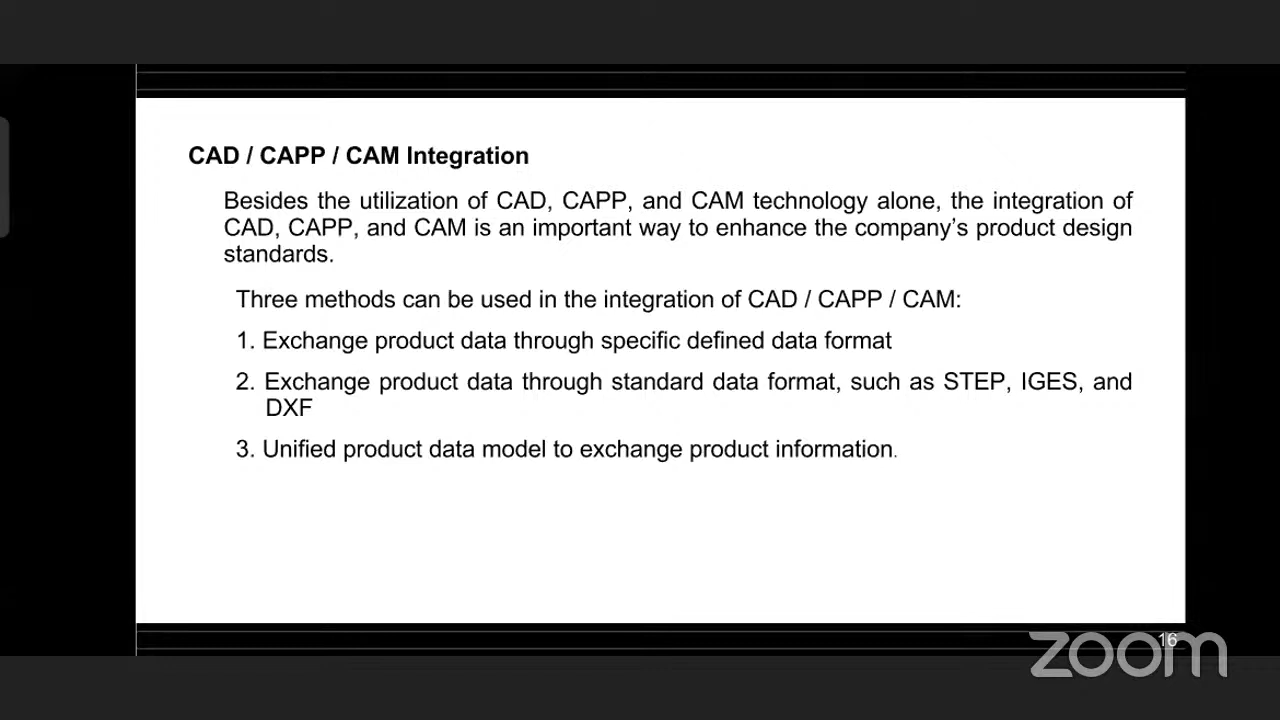 CAD / CAPP / CAM Integration
Besides the utilization of CAD, CAPP, and CAM technology alone, the integration of
CAD, CAPP, and CAM is an important way to enhance the company's product design
standards.
Three methods can be used in the integration of CAD / CAPP / CAM:
1. Exchange product data through specific defined data format
2. Exchange product data through standard data format, such as STEP, IGES, and
DXF
3. Unified product data model to exchange product information.
16
zoom